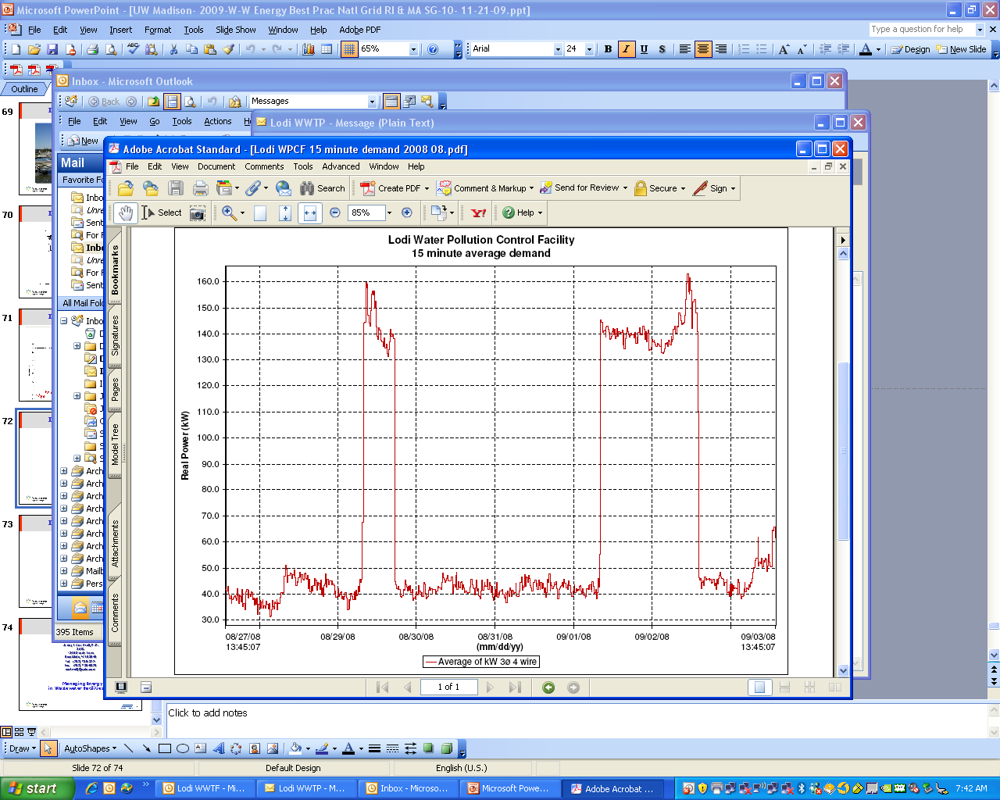 Microsoft PowerPoint - [UW Madison- 2009-W-W Energy Best Prac Natl Grid RI & MA SG-10- 11-21-09.ppt]
File Edit View Insert Format Tools Slide Show Window Help Adobe PDF
Type a question for help
65%
Arial 24 B I U S
Design New Slide
Outline
Inbox - Microsoft Outlook
Back Messages
File Edit View Go Tools Actions
New
Lodi WWTP - Message (Plain Text)
Mail
Favorite Fo
Inbo
Unre
Sent
For F
Inbo
Unre
For F
Sent
All Mail Fold
Inbo
Arch
Arch
Arch
Arch
Arch
Arch
Arch
Arch
Mailb
Pers
395 Items
69
70
71
72
73
74
Managing Energy
in Wastewater Facilities
Adobe Acrobat Standard - [Lodi WPCF 15 minute demand 2008 08.pdf]
File Edit View Document Comments Tools Advanced Window Help
Search Create PDF Comment & Markup Send for Review Secure Sign
Select 85% Y! Help
Bookmarks
Signatures
Pages
Model Tree
Attachments
Comments
Lodi Water Pollution Control Facility
15 minute average demand
Real Power (kW)
160.0
150.0
140.0
130.0
120.0
110.0
100.0
90.0
80.0
70.0
60.0
50.0
40.0
30.0
08/27/08 08/29/08 08/30/08 08/31/08 09/01/08 09/02/08 09/03/08
13:45:07 (mm/dd/yy) 13:45:07
Average of kW 3ø 4 wire
1 of 1
Click to add notes
Draw AutoShapes
Slide 72 of 74 Default Design English (U.S.)
start Lodi WWTF - Mi... Lodi WWTP - M... Inbox - Microso... Microsoft Powe... Adobe Acrobat ... 7:42 AM